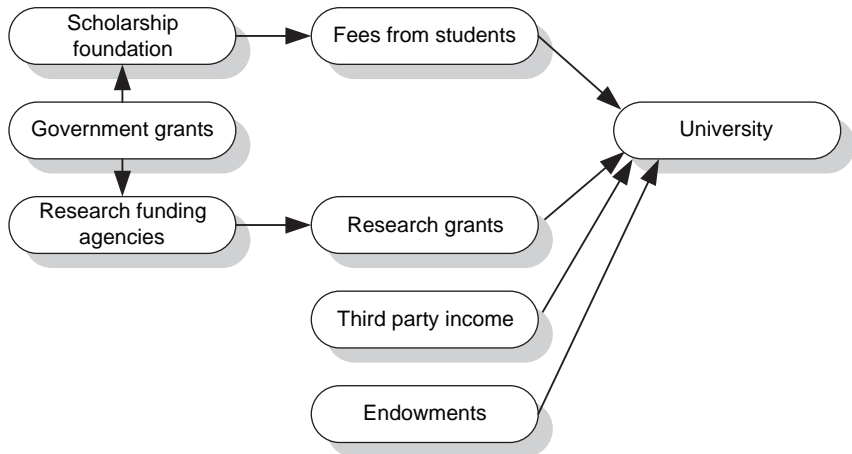 Scholarship
foundation
Fees from students
Government grants
University
Research funding
agencies
Research grants
Third party income
Endowments